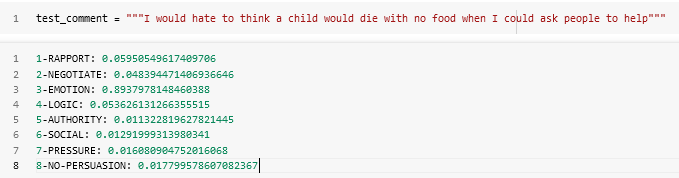 1 test_comment = """I would hate to think a child would die with no food when I could ask people to help"""
1 1-RAPPORT: 0.05950549617409706
2 2-NEGOTIATE: 0.048394471406936646
3 3-EMOTION: 0.8937978148460388
4 4-LOGIC: 0.053626131266355515
5 5-AUTHORITY: 0.011322819627821445
6 6-SOCIAL: 0.01291999313980341
7 7-PRESSURE: 0.016080904752016068
8 8-NO-PERSUASION: 0.017799578607082367